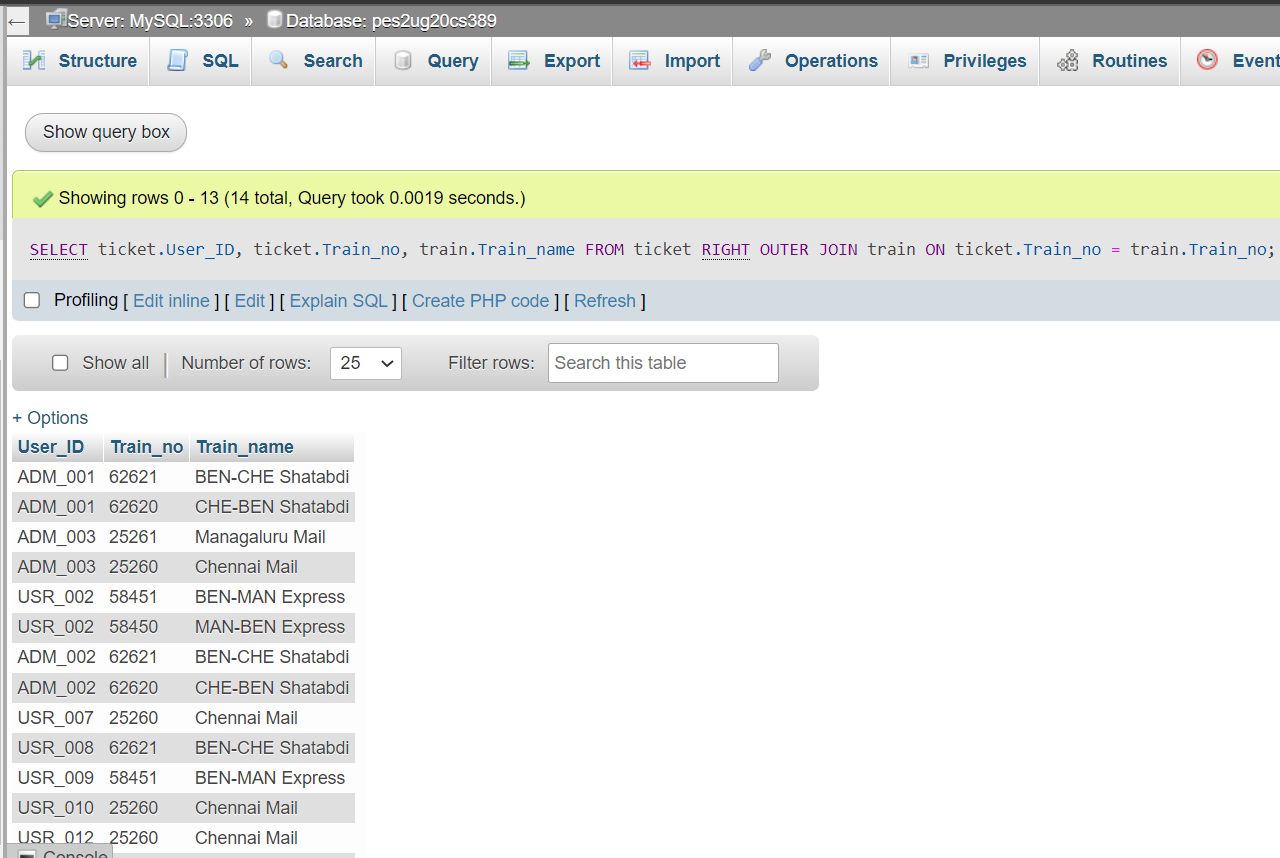 ← Server: MySQL:3306 » Database: pes2ug20cs389
Structure SQL Search Query Export Import Operations Privileges Routines Event
Show query box
Showing rows 0 - 13 (14 total, Query took 0.0019 seconds.)
SELECT ticket.User_ID, ticket.Train_no, train.Train_name FROM ticket RIGHT OUTER JOIN train ON ticket.Train_no = train.Train_no;
Profiling [ Edit inline ] [ Edit ] [ Explain SQL ] [ Create PHP code ] [ Refresh ]
Show all | Number of rows: 25 Filter rows: Search this table
+ Options
User_ID Train_no Train_name
ADM_001 62621 BEN-CHE Shatabdi
ADM_001 62620 CHE-BEN Shatabdi
ADM_003 25261 Managaluru Mail
ADM_003 25260 Chennai Mail
USR_002 58451 BEN-MAN Express
USR_002 58450 MAN-BEN Express
ADM_002 62621 BEN-CHE Shatabdi
ADM_002 62620 CHE-BEN Shatabdi
USR_007 25260 Chennai Mail
USR_008 62621 BEN-CHE Shatabdi
USR_009 58451 BEN-MAN Express
USR_010 25260 Chennai Mail
USR_012 25260 Chennai Mail
Console